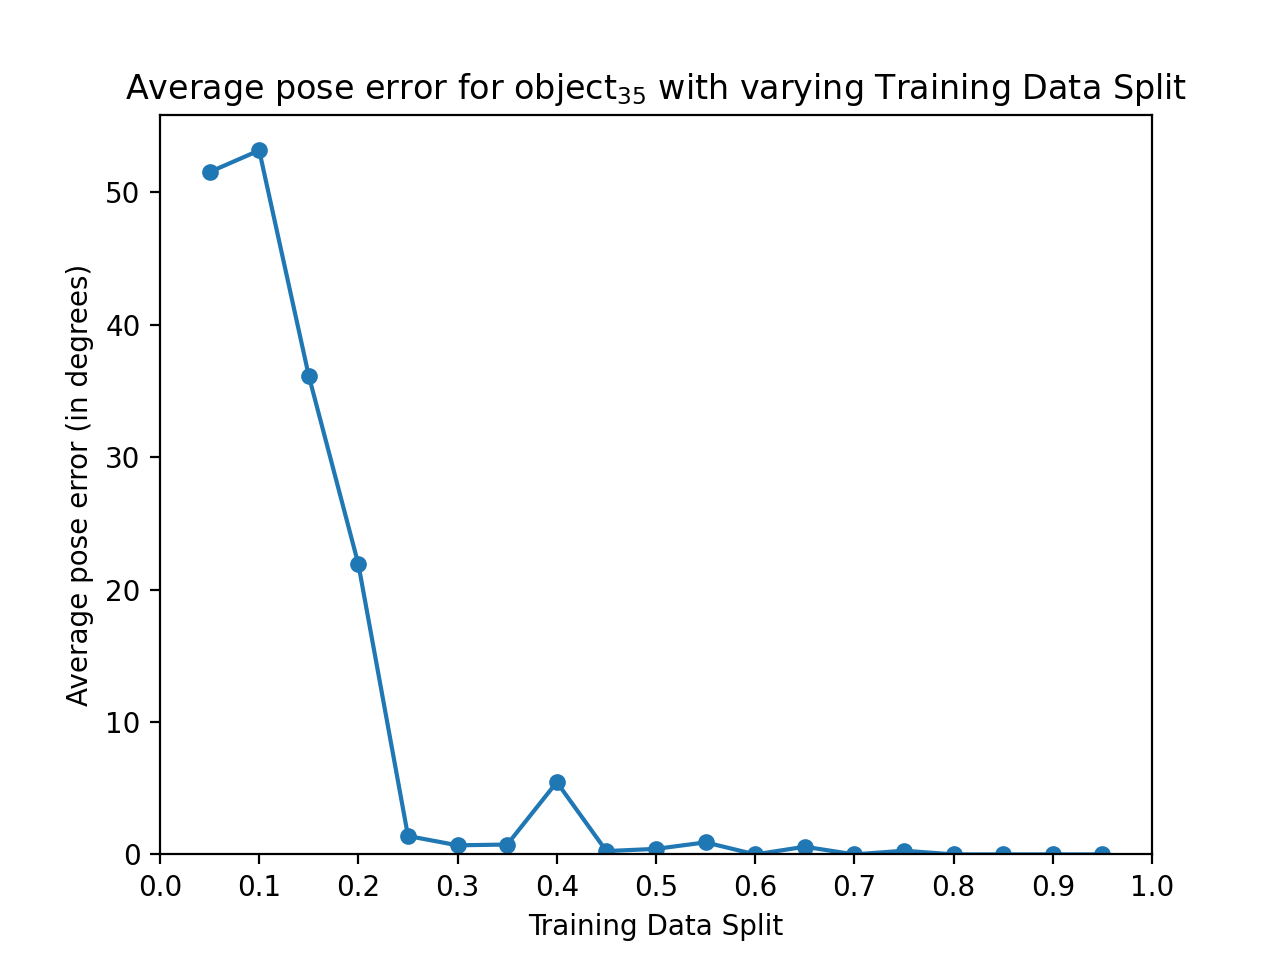 Average pose error for object₃₅ with varying Training Data Split
Average pose error (in degrees)
50
40
30
20
10
0
0.0 0.1 0.2 0.3 0.4 0.5 0.6 0.7 0.8 0.9 1.0
Training Data Split